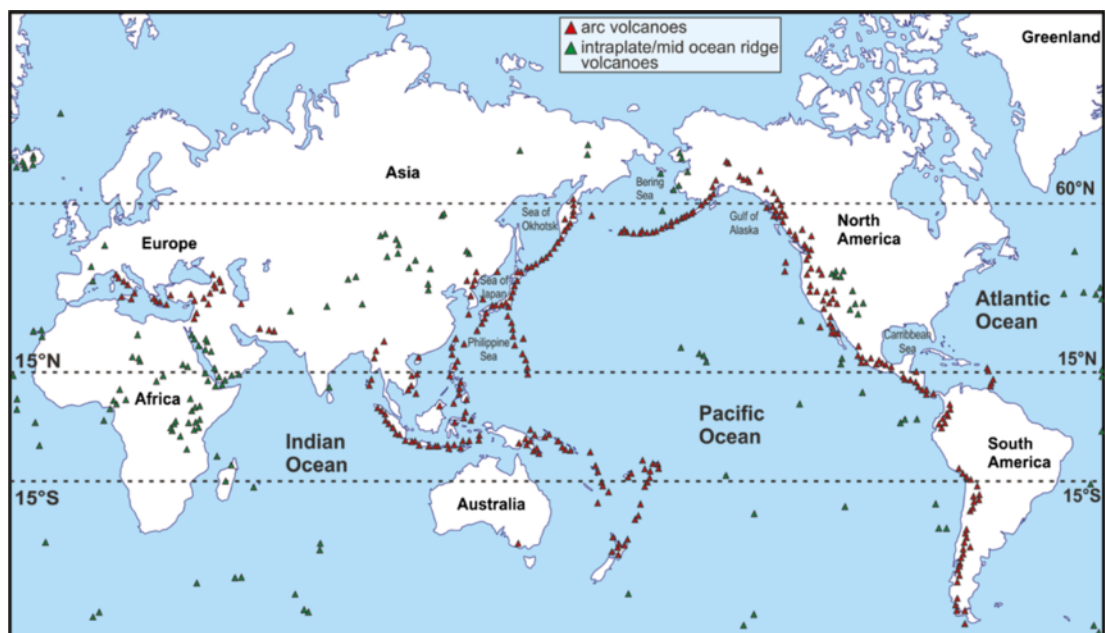 arc volcanoes
intraplate/mid ocean ridge
volcanoes
Greenland
Asia
Bering
Sea
60°N
Sea of
Okhotsk
Gulf of
Alaska
North
America
Europe
Sea of
Japan
Atlantic
Ocean
Philippine
Sea
Carribbean
Sea
15°N
15°N
Africa
Pacific
Ocean
Indian
Ocean
South
America
15°S
15°S
Australia